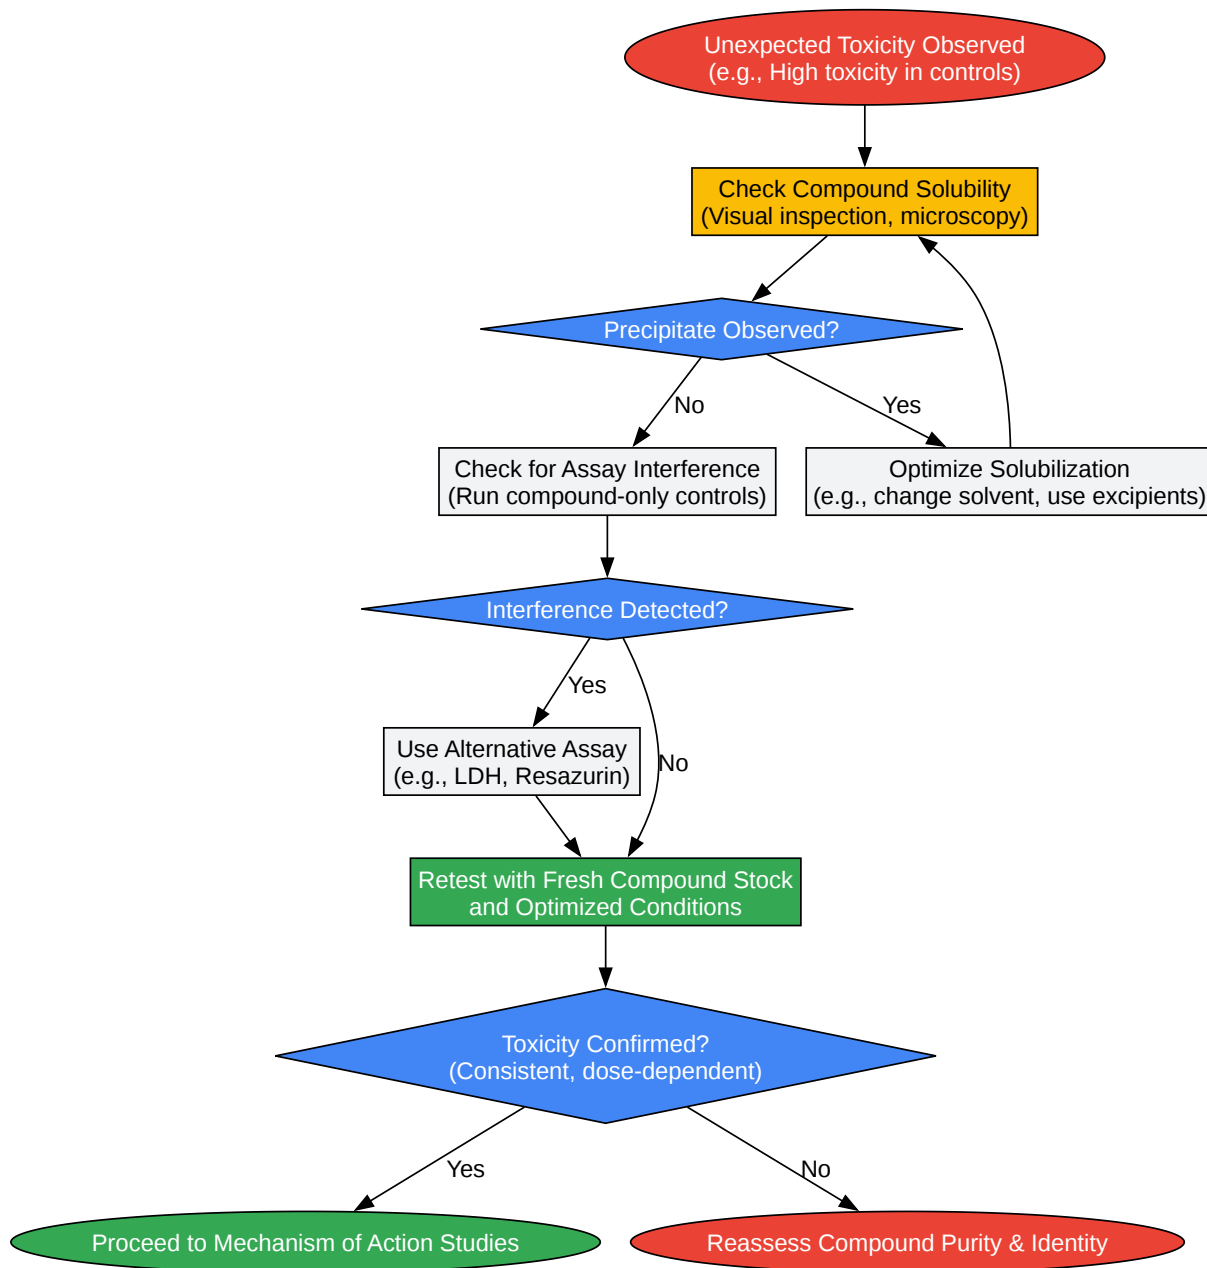 Unexpected Toxicity Observed
(e.g., High toxicity in controls)
Check Compound Solubility
(Visual inspection, microscopy)
Precipitate Observed?
No
Yes
Check for Assay Interference
(Run compound-only controls)
Optimize Solubilization
(e.g., change solvent, use excipients)
Interference Detected?
Yes
Use Alternative Assay
(e.g., LDH, Resazurin)
No
Retest with Fresh Compound Stock
and Optimized Conditions
Toxicity Confirmed?
(Consistent, dose-dependent)
Yes
No
Proceed to Mechanism of Action Studies
Reassess Compound Purity & Identity